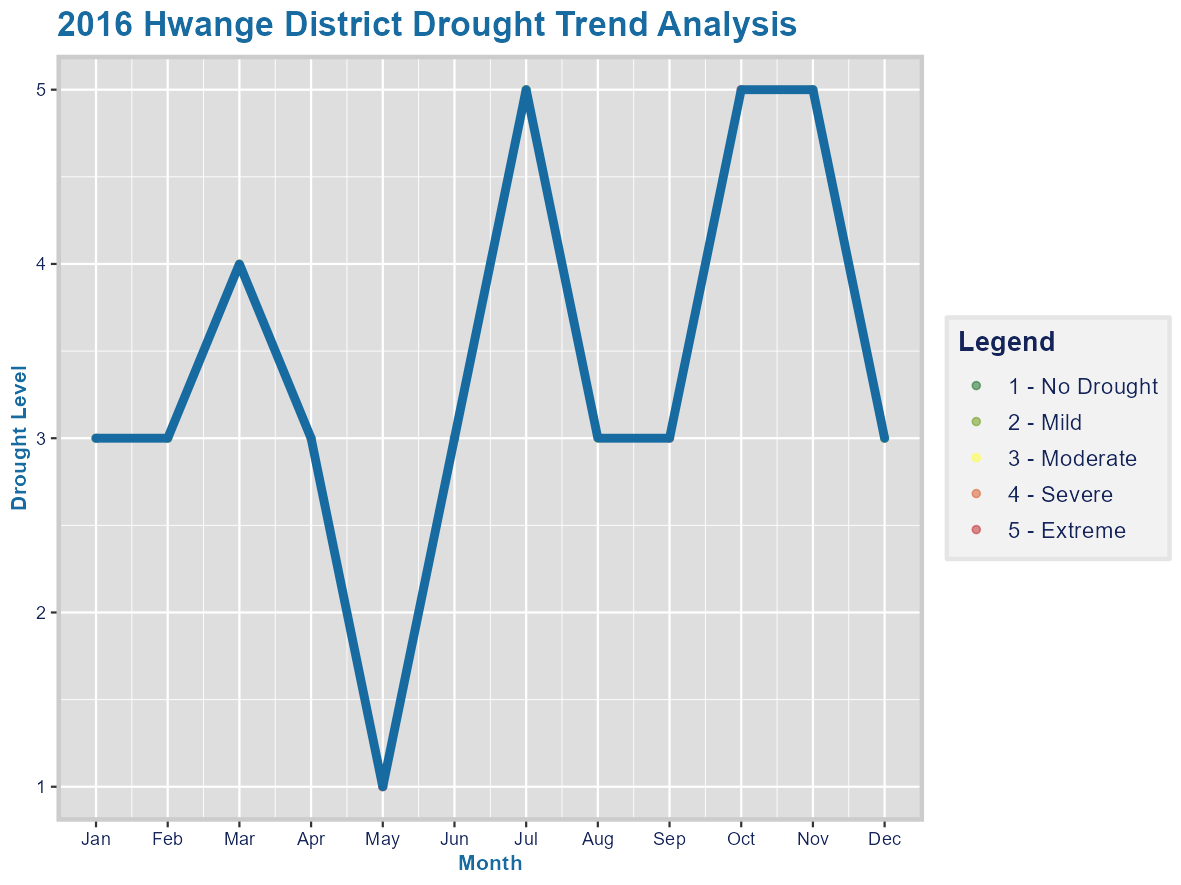 2016 Hwange District Drought Trend Analysis
5
4
3
2
1
Drought Level
Jan Feb Mar Apr May Jun Jul Aug Sep Oct Nov Dec
Month
Legend
1 - No Drought
2 - Mild
3 - Moderate
4 - Severe
5 - Extreme